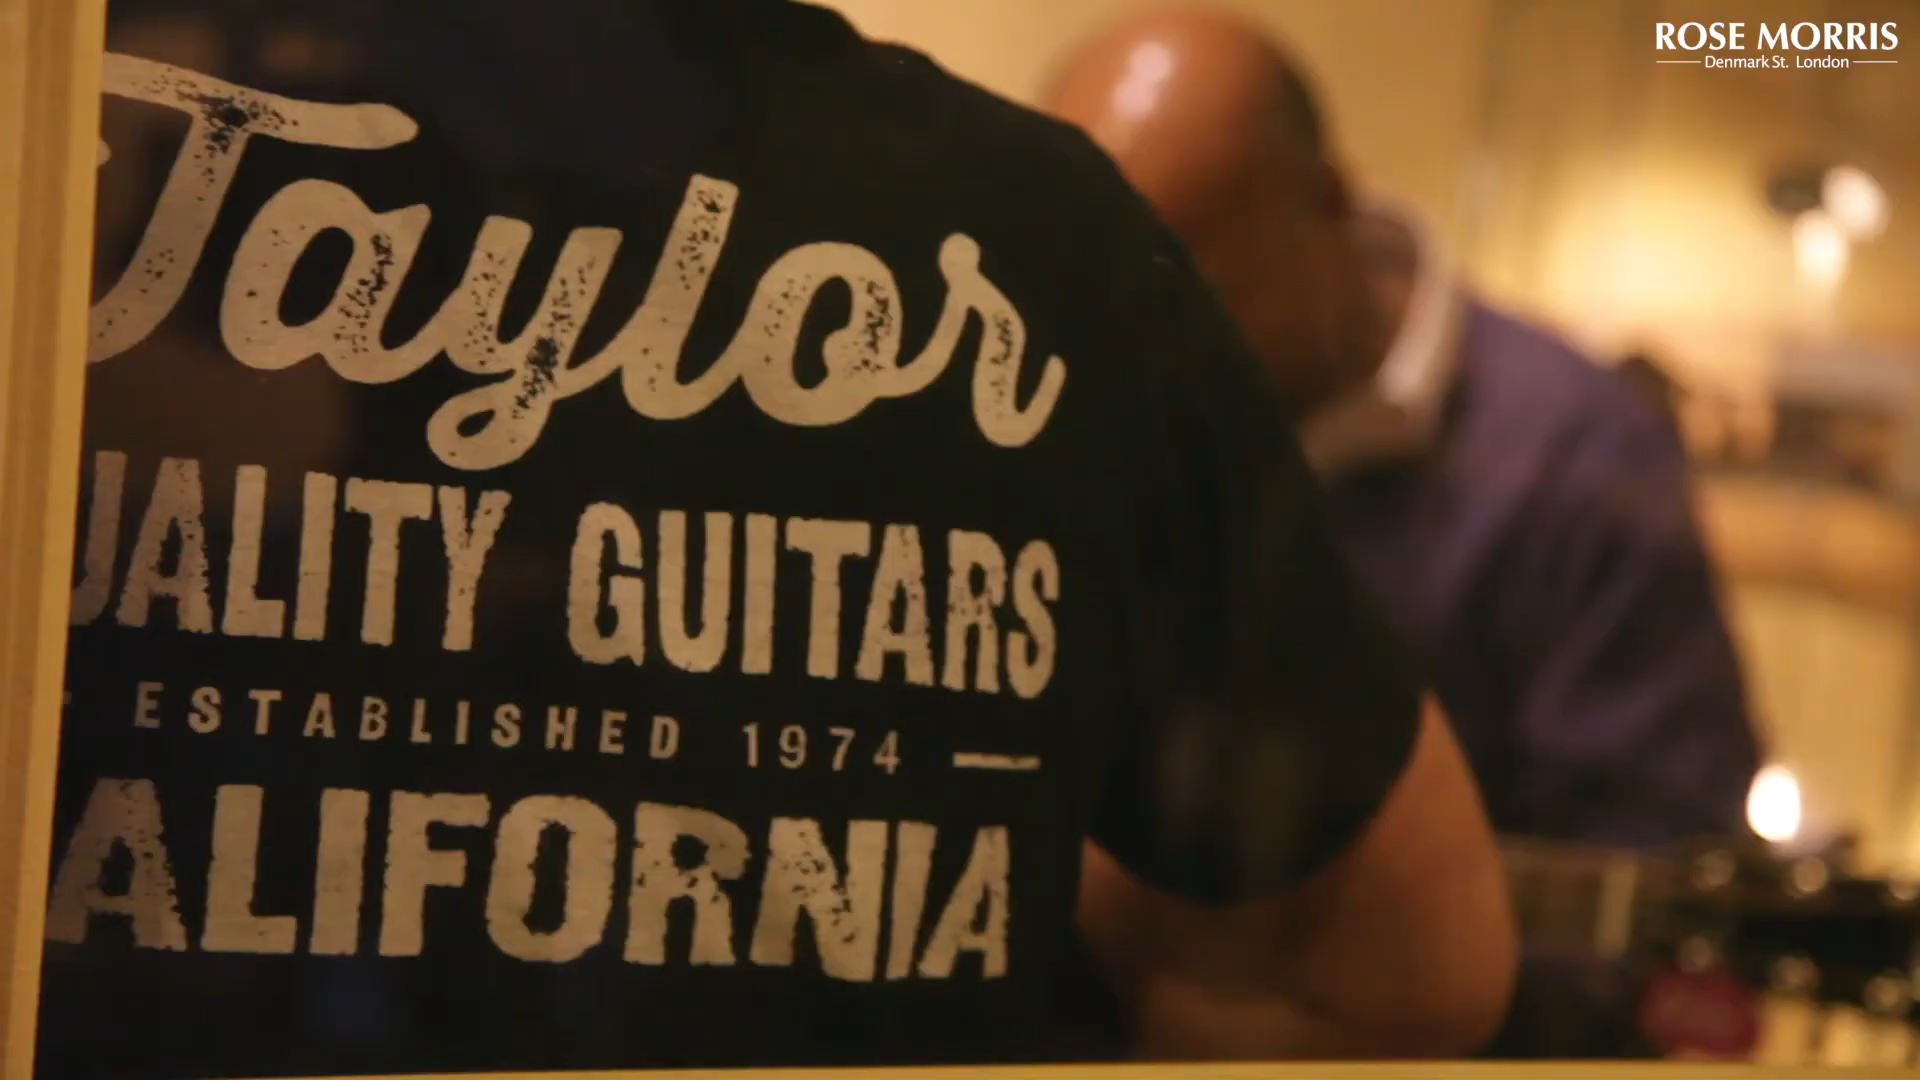 ROSE MORRIS
Denmark St. London
Taylor
UALITY GUITARS
ESTABLISHED 1974
ALIFORNIA